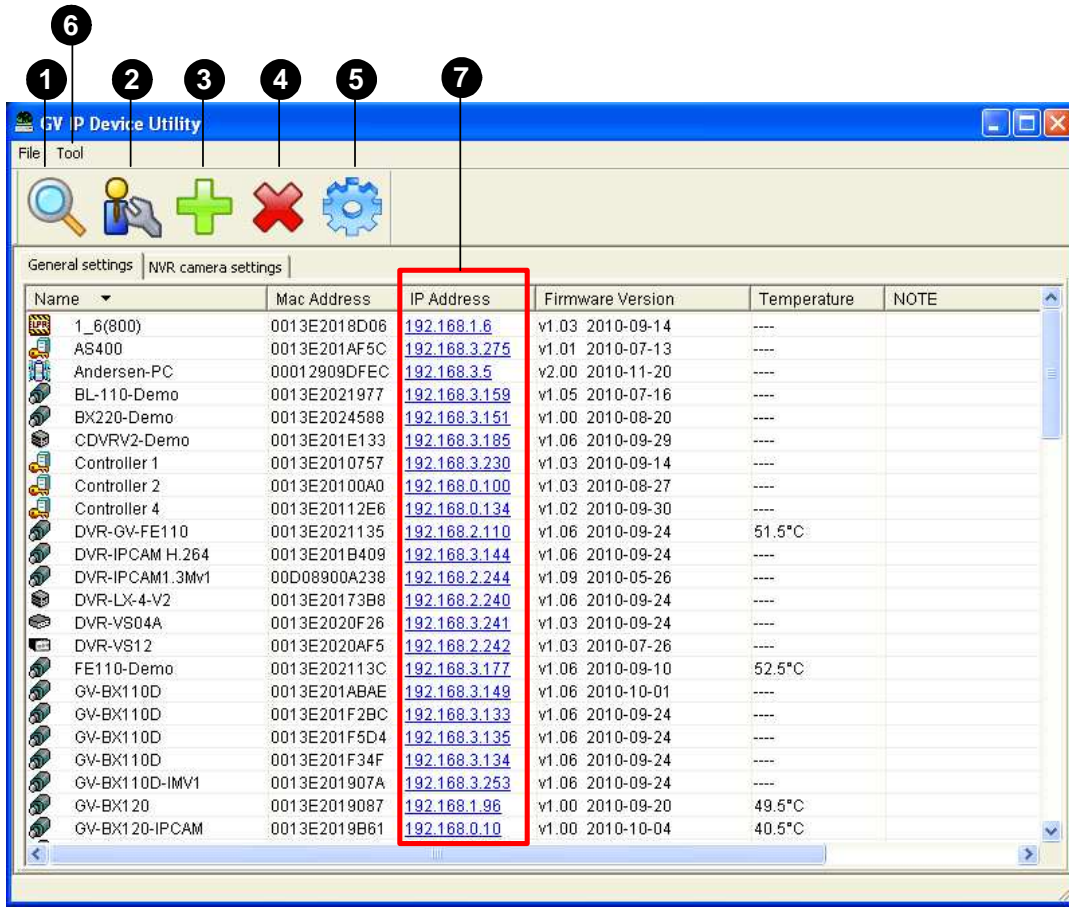 6
1 2 3 4 5 7
GV IP Device Utility
File Tool
General settings NVR camera settings
Name Mac Address IP Address Firmware Version Temperature NOTE
LPR 1_6(800) 0013E2018D06 192.168.1.6 v1.03 2010-09-14 ----
AS400 0013E201AF5C 192.168.3.275 v1.01 2010-07-13 ----
Andersen-PC 00012909DFEC 192.168.3.5 v2.00 2010-11-20 ----
BL-110-Demo 0013E2021977 192.168.3.159 v1.05 2010-07-16 ----
BX220-Demo 0013E2024588 192.168.3.151 v1.00 2010-08-20 ----
CDVRV2-Demo 0013E201E133 192.168.3.185 v1.06 2010-09-29 ----
Controller 1 0013E2010757 192.168.3.230 v1.03 2010-09-14 ----
Controller 2 0013E20100A0 192.168.0.100 v1.03 2010-08-27 ----
Controller 4 0013E20112E6 192.168.0.134 v1.02 2010-09-30 ----
DVR-GV-FE110 0013E2021135 192.168.2.110 v1.06 2010-09-24 51.5°C
DVR-IPCAM H.264 0013E201B409 192.168.3.144 v1.06 2010-09-24 ----
DVR-IPCAM1.3Mv1 00D08900A238 192.168.2.244 v1.09 2010-05-26 ----
DVR-LX-4-V2 0013E20173B8 192.168.2.240 v1.06 2010-09-24 ----
DVR-VS04A 0013E2020F26 192.168.3.241 v1.03 2010-09-24 ----
DVR-VS12 0013E2020AF5 192.168.2.242 v1.03 2010-07-26 ----
FE110-Demo 0013E202113C 192.168.3.177 v1.06 2010-09-10 52.5°C
GV-BX110D 0013E201ABAE 192.168.3.149 v1.06 2010-10-01 ----
GV-BX110D 0013E201F2BC 192.168.3.133 v1.06 2010-09-24 ----
GV-BX110D 0013E201F5D4 192.168.3.135 v1.06 2010-09-24 ----
GV-BX110D 0013E201F34F 192.168.3.134 v1.06 2010-09-24 ----
GV-BX110D-IMV1 0013E201907A 192.168.3.253 v1.06 2010-09-24 ----
GV-BX120 0013E2019087 192.168.1.96 v1.00 2010-09-20 49.5°C
GV-BX120-IPCAM 0013E2019B61 192.168.0.10 v1.00 2010-10-04 40.5°C